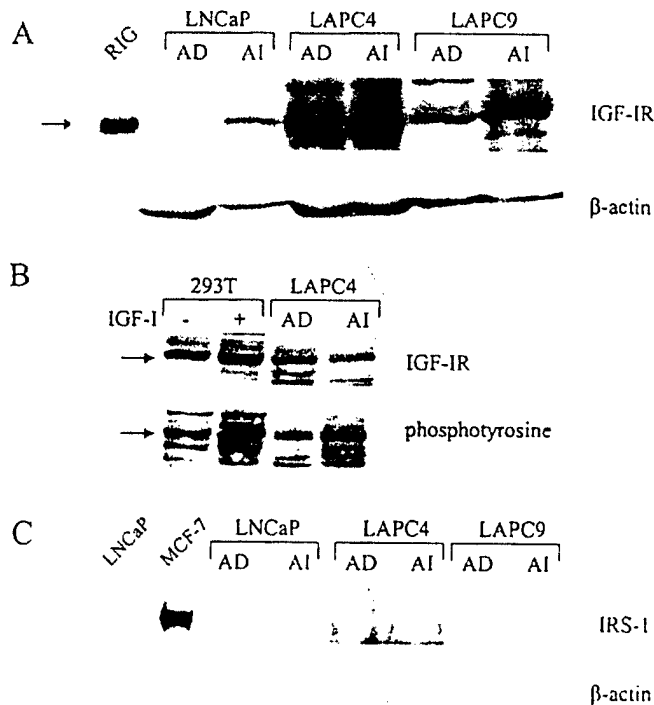 A
RIG
LNCaP LAPC4 LAPC9
AD AI AD AI AD AI
IGF-IR
β-actin
B
293T LAPC4
IGF-I - + AD AI
IGF-IR
phosphotyrosine
C
LNCaP MCF-7
LNCaP LAPC4 LAPC9
AD AI AD AI AD AI
IRS-1
β-actin